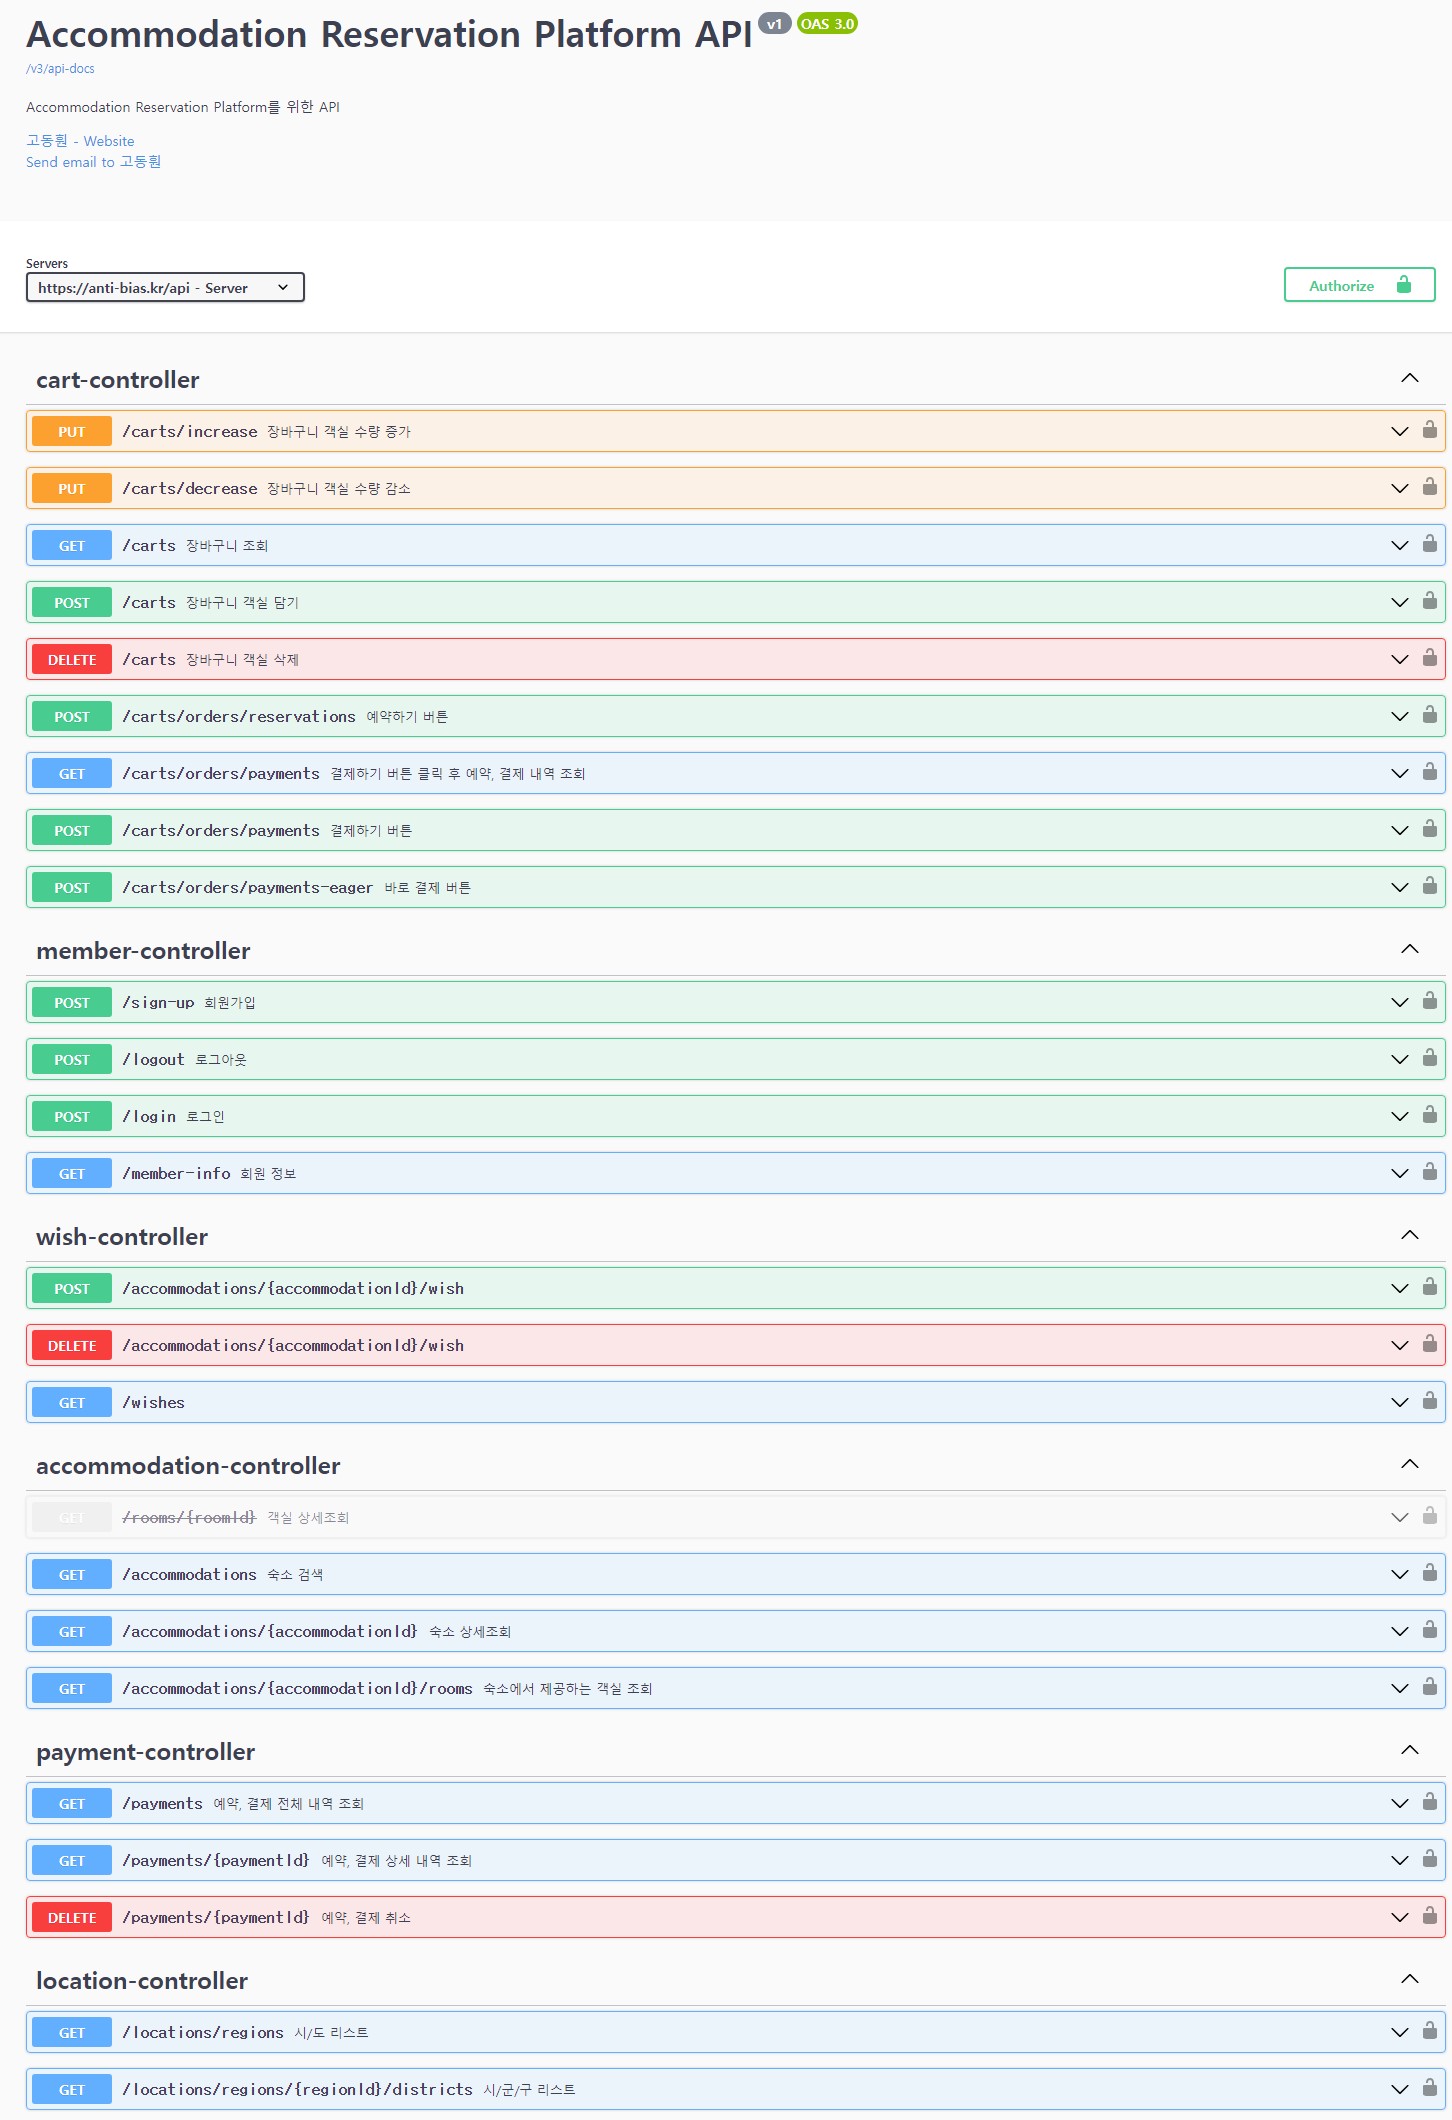 Accommodation Reservation Platform API v1 OAS 3.0
/v3/api-docs
Accommodation Reservation Platform를 위한 API
고동훤 - Website
Send email to 고동훤
Servers
https://anti-bias.kr/api - Server
Authorize
cart-controller
PUT /carts/increase 장바구니 객실 수량 증가
PUT /carts/decrease 장바구니 객실 수량 감소
GET /carts 장바구니 조회
POST /carts 장바구니 객실 담기
DELETE /carts 장바구니 객실 삭제
POST /carts/orders/reservations 예약하기 버튼
GET /carts/orders/payments 결제하기 버튼 클릭 후 예약, 결제 내역 조회
POST /carts/orders/payments 결제하기 버튼
POST /carts/orders/payments-eager 바로 결제 버튼
member-controller
POST /sign-up 회원가입
POST /logout 로그아웃
POST /login 로그인
GET /member-info 회원 정보
wish-controller
POST /accommodations/{accommodationId}/wish
DELETE /accommodations/{accommodationId}/wish
GET /wishes
accommodation-controller
GET /rooms/{roomId} 객실 상세조회
GET /accommodations 숙소 검색
GET /accommodations/{accommodationId} 숙소 상세조회
GET /accommodations/{accommodationId}/rooms 숙소에서 제공하는 객실 조회
payment-controller
GET /payments 예약, 결제 전체 내역 조회
GET /payments/{paymentId} 예약, 결제 상세 내역 조회
DELETE /payments/{paymentId} 예약, 결제 취소
location-controller
GET /locations/regions 시/도 리스트
GET /locations/regions/{regionId}/districts 시/군/구 리스트